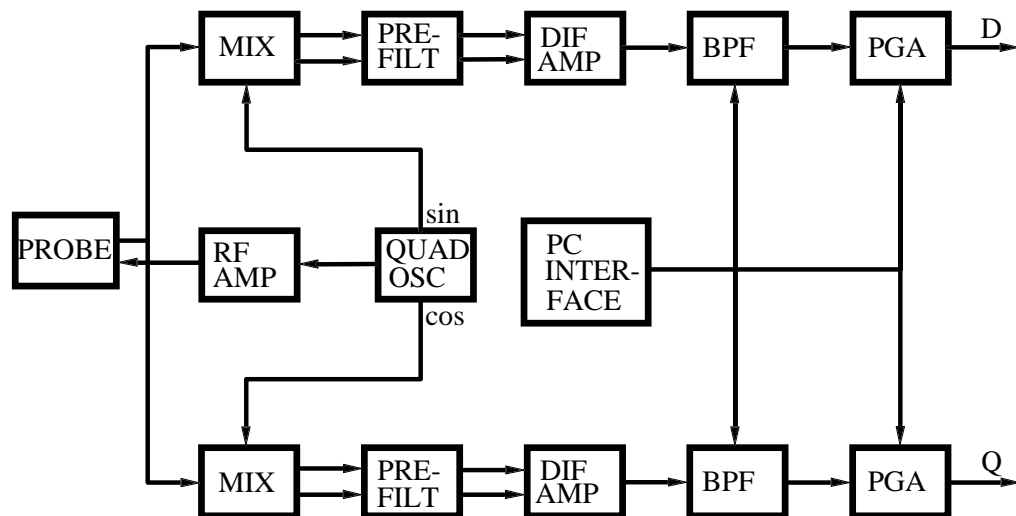 MIX
PRE-
FILT
DIF
AMP
BPF
PGA
D
PROBE
RF
AMP
sin
QUAD
OSC
cos
PC
INTER-
FACE
MIX
PRE-
FILT
DIF
AMP
BPF
PGA
Q